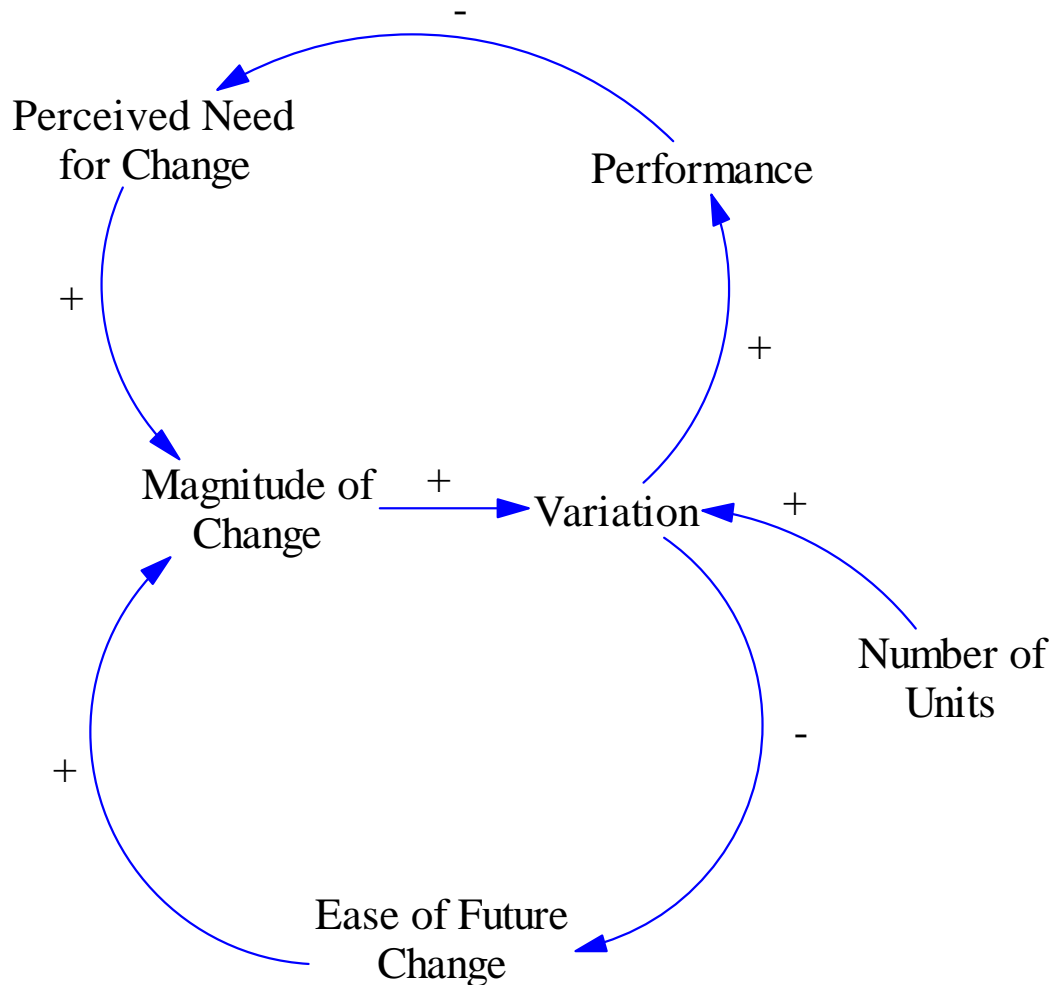 -
Perceived Need
for Change
Performance
+
+
Magnitude of
Change
+
Variation
+
Number of
Units
-
+
Ease of Future
Change